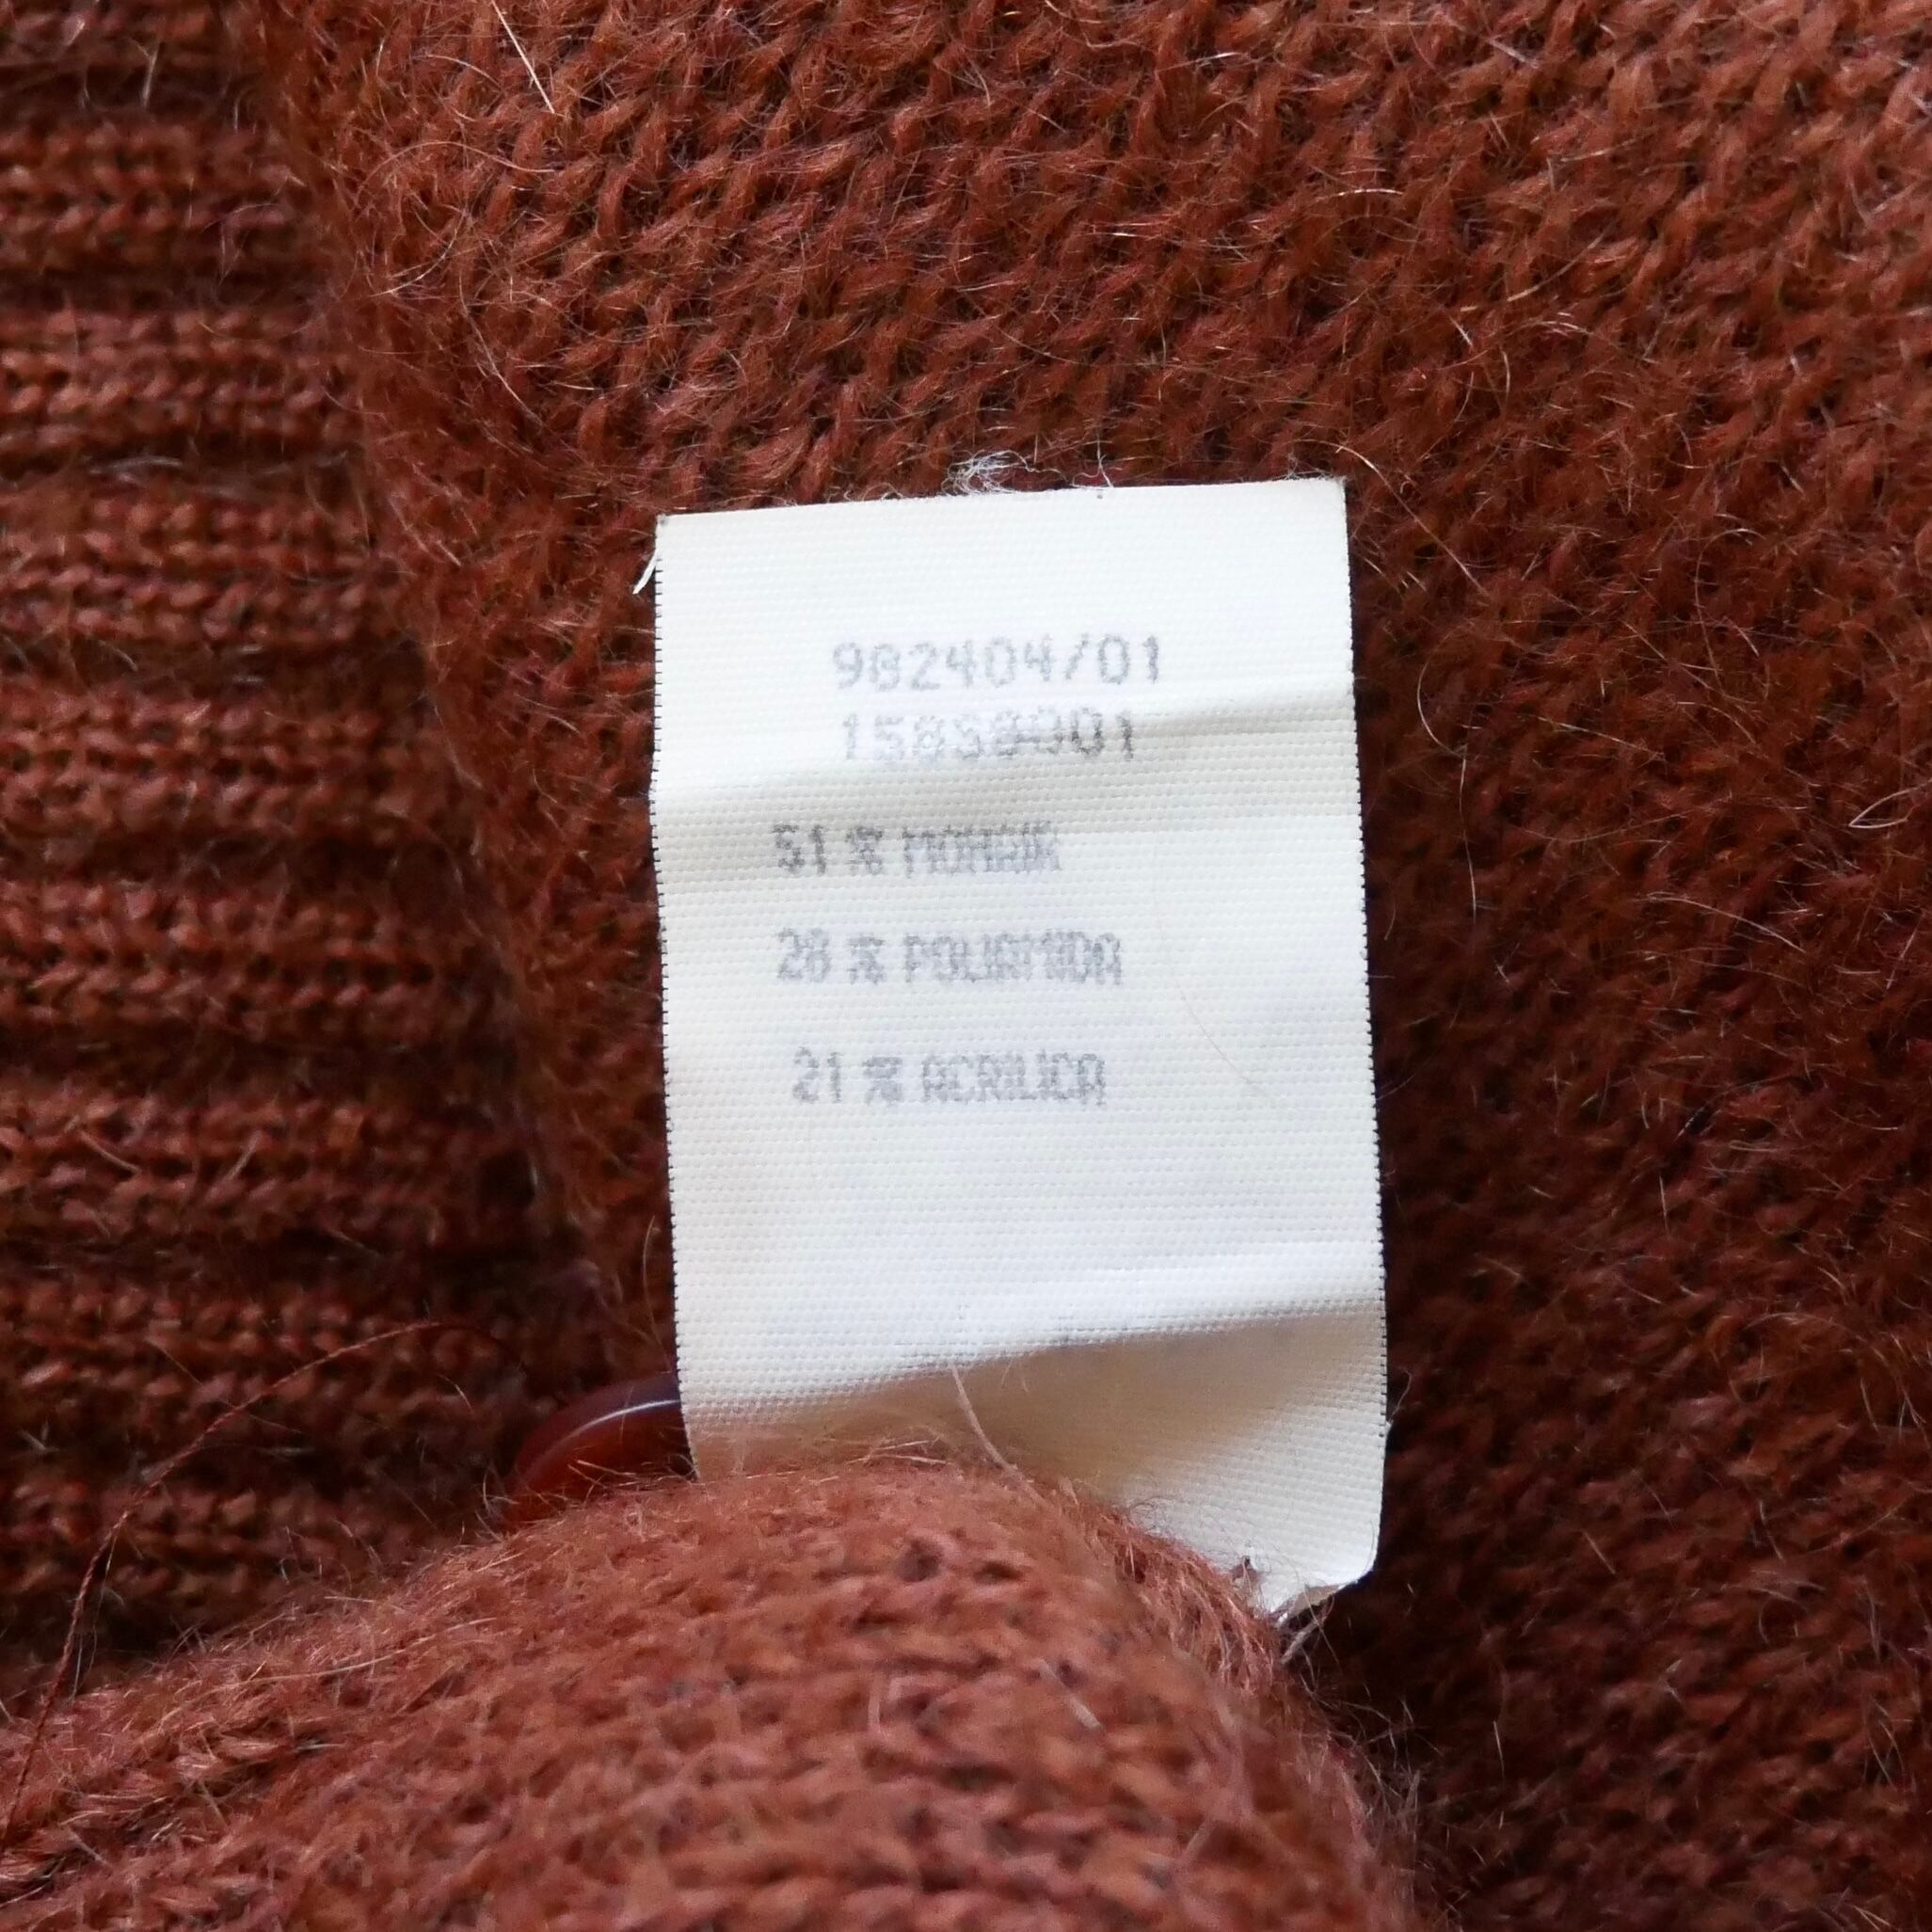 982404/01
51 % MOHAIR
28 % POLIAMIDA
21 % ACRILICA